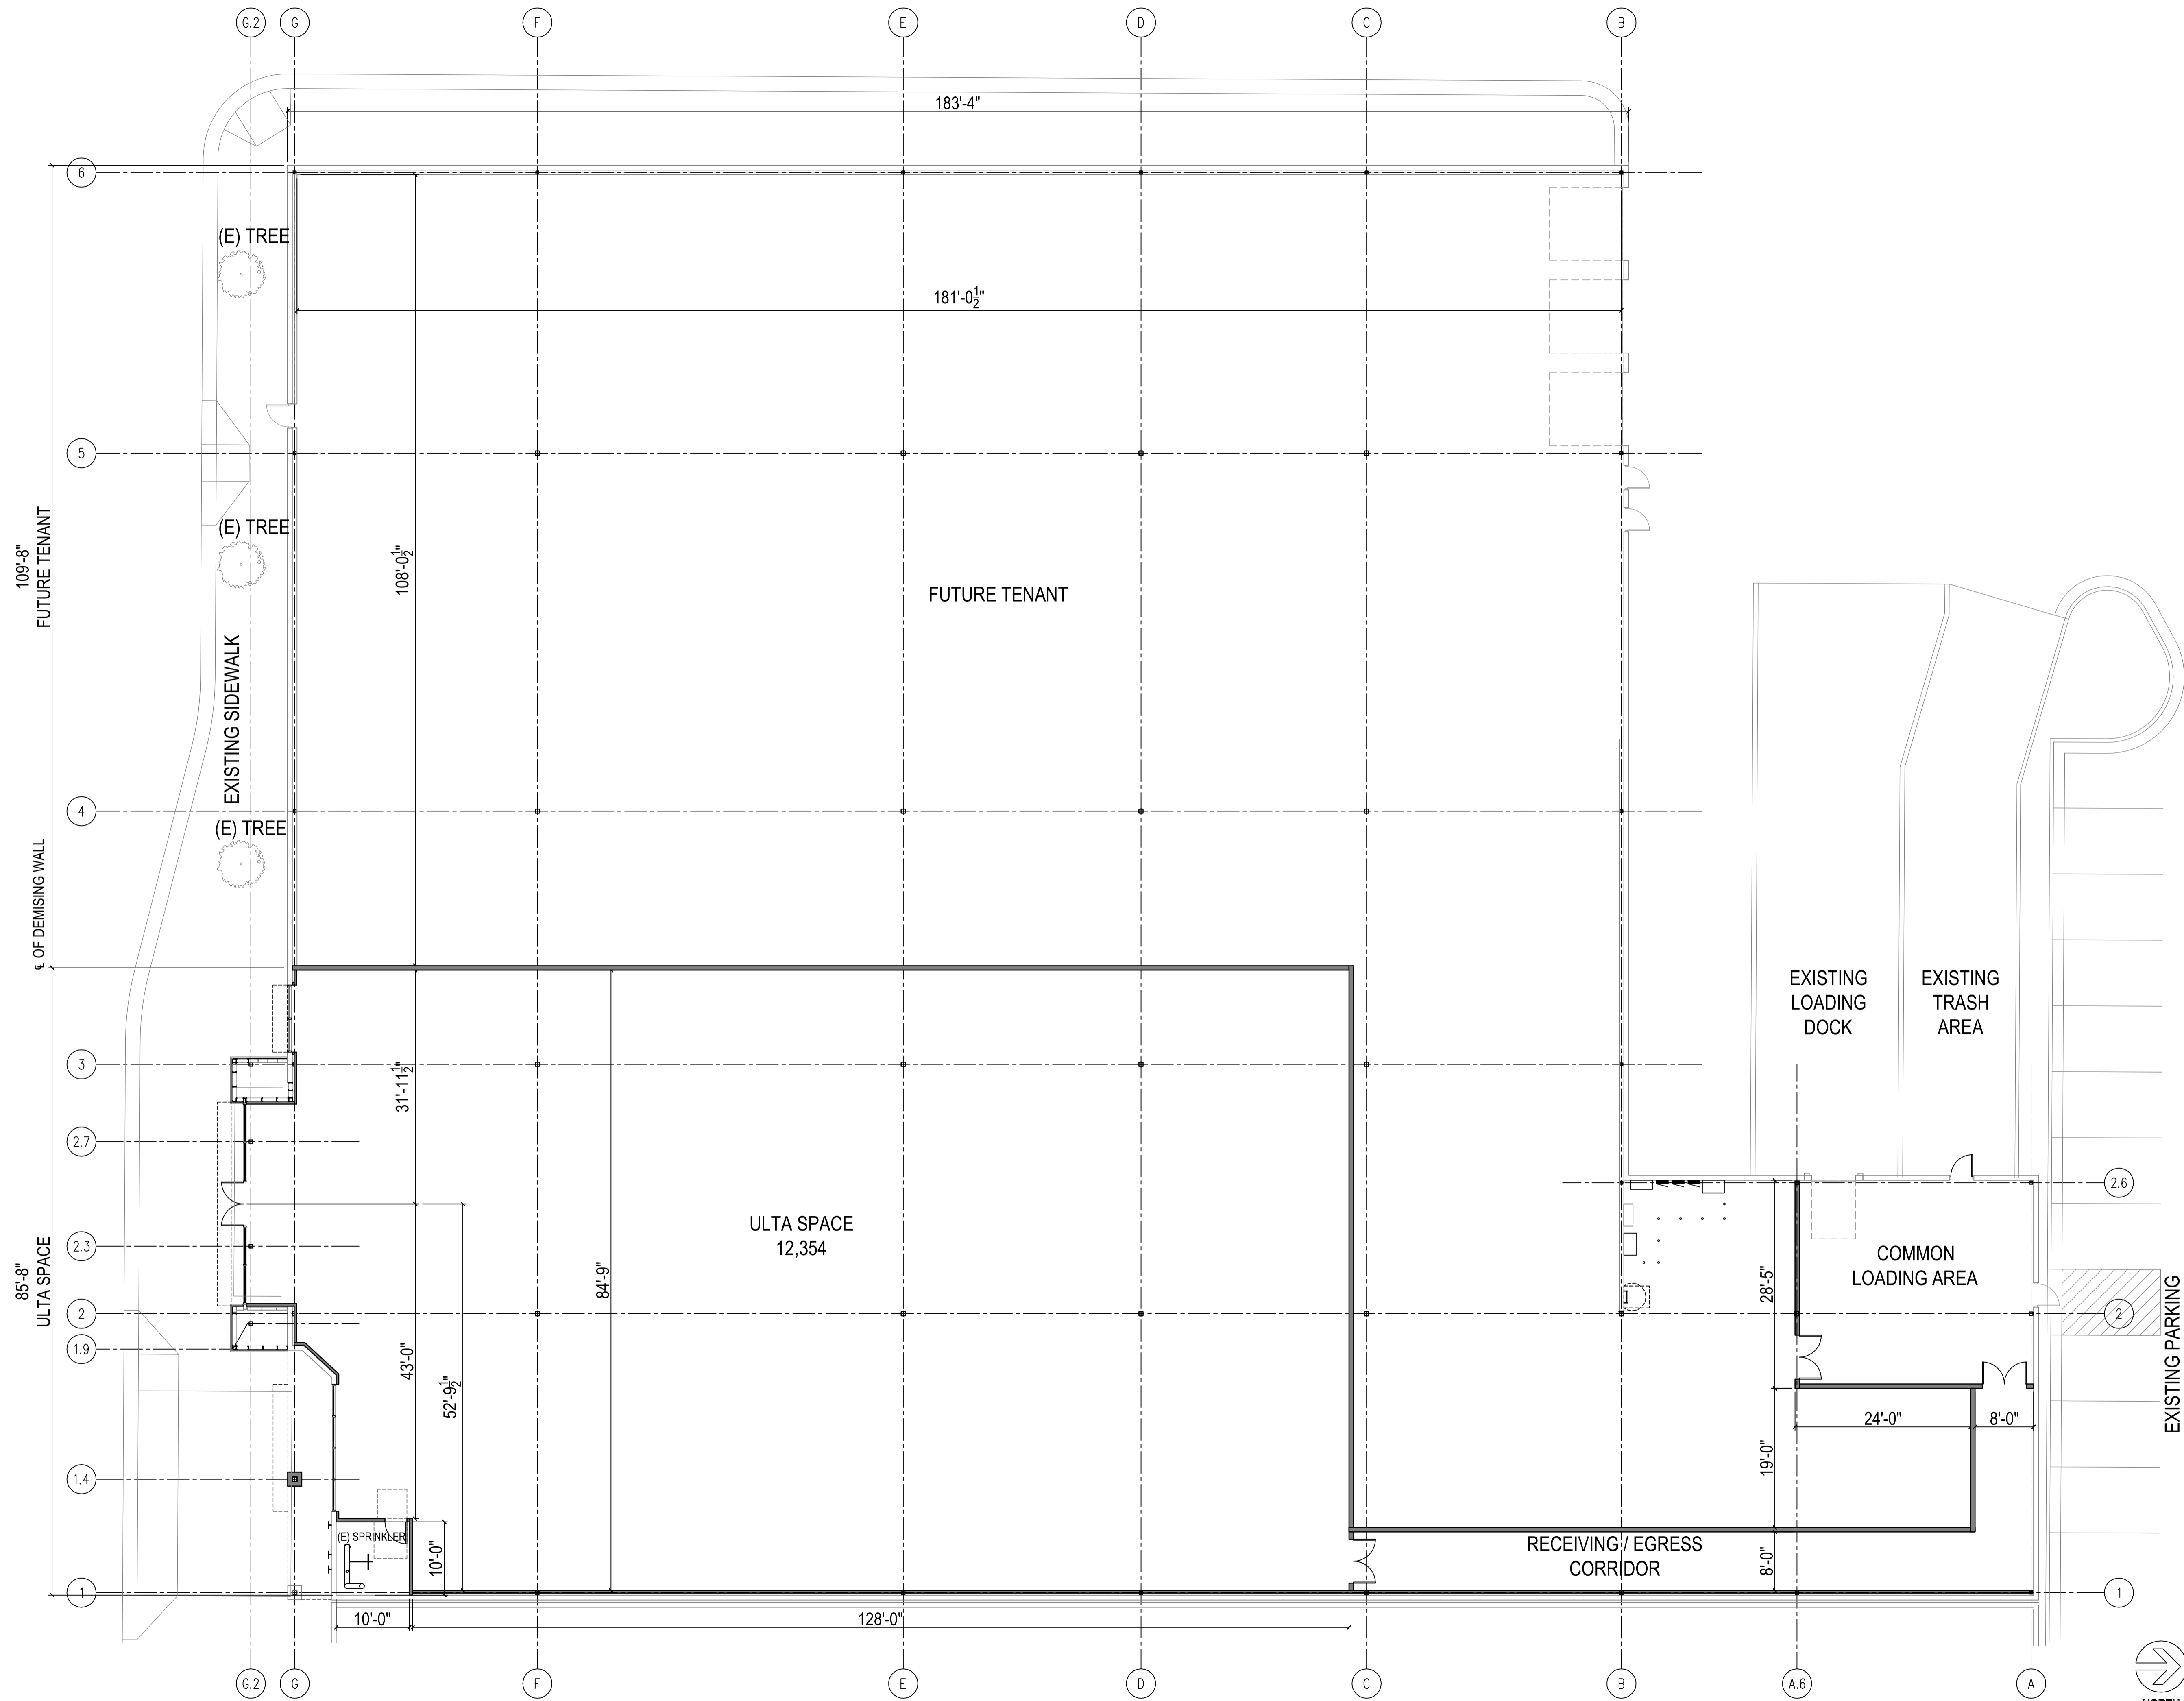 G.2 G F E D C B
183'-4"
6
(E) TREE
181'-0½"
5
(E) TREE
109'-8"
FUTURE TENANT
108'-0½"
FUTURE TENANT
EXISTING SIDEWALK
4
(E) TREE
℄ OF DEMISING WALL
EXISTING
LOADING
DOCK
EXISTING
TRASH
AREA
3
31'-11½"
2.7
2.6
ULTA SPACE
12,354
2.3
85'-8"
ULTA SPACE
84'-9"
COMMON
LOADING AREA
28'-5"
EXISTING PARKING
2
2
1.9
43'-0"
52'-9½"
24'-0"
8'-0"
19'-0"
1.4
(E) SPRINKLER
10'-0"
RECEIVING / EGRESS
CORRIDOR
8'-0"
1
1
10'-0"
128'-0"
G.2 G F E D C B A.6 A
NORTH